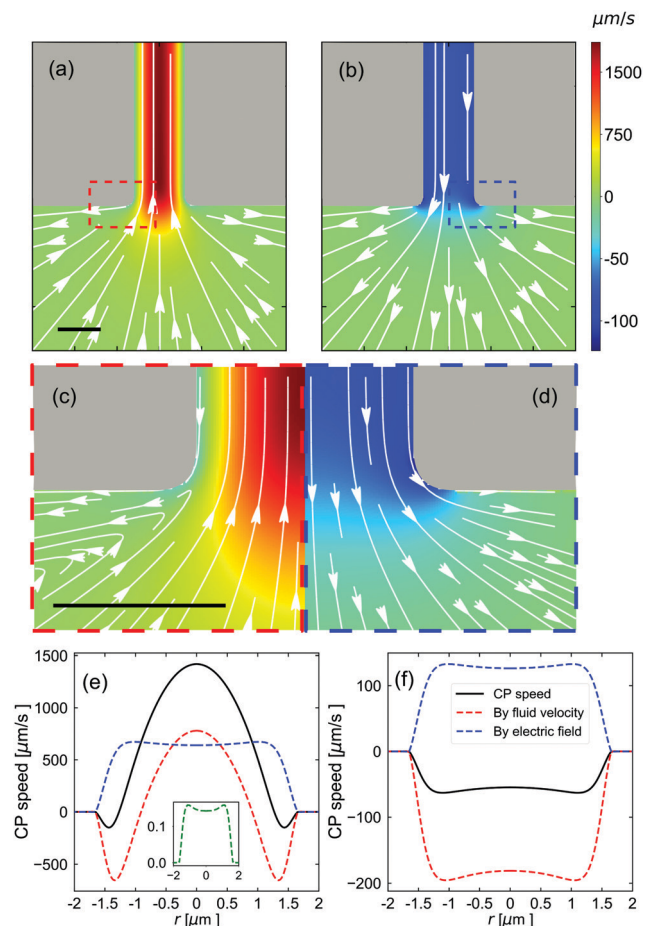 μm/s
(a)
(b)
1500
750
0
-50
-100
(c)
(d)
(e)
(f)
CP speed [μm/s]
1500
1000
500
0
−500
0.1
0.0
-2
0
2
-2
-1.5
-1
-0.5
0
0.5
1
1.5
2
r [μm]
CP speed [μm/s]
100
0
−100
−200
CP speed
By fluid velocity
By electric field
-2
-1.5
-1
-0.5
0
0.5
1
1.5
2
r [μm]